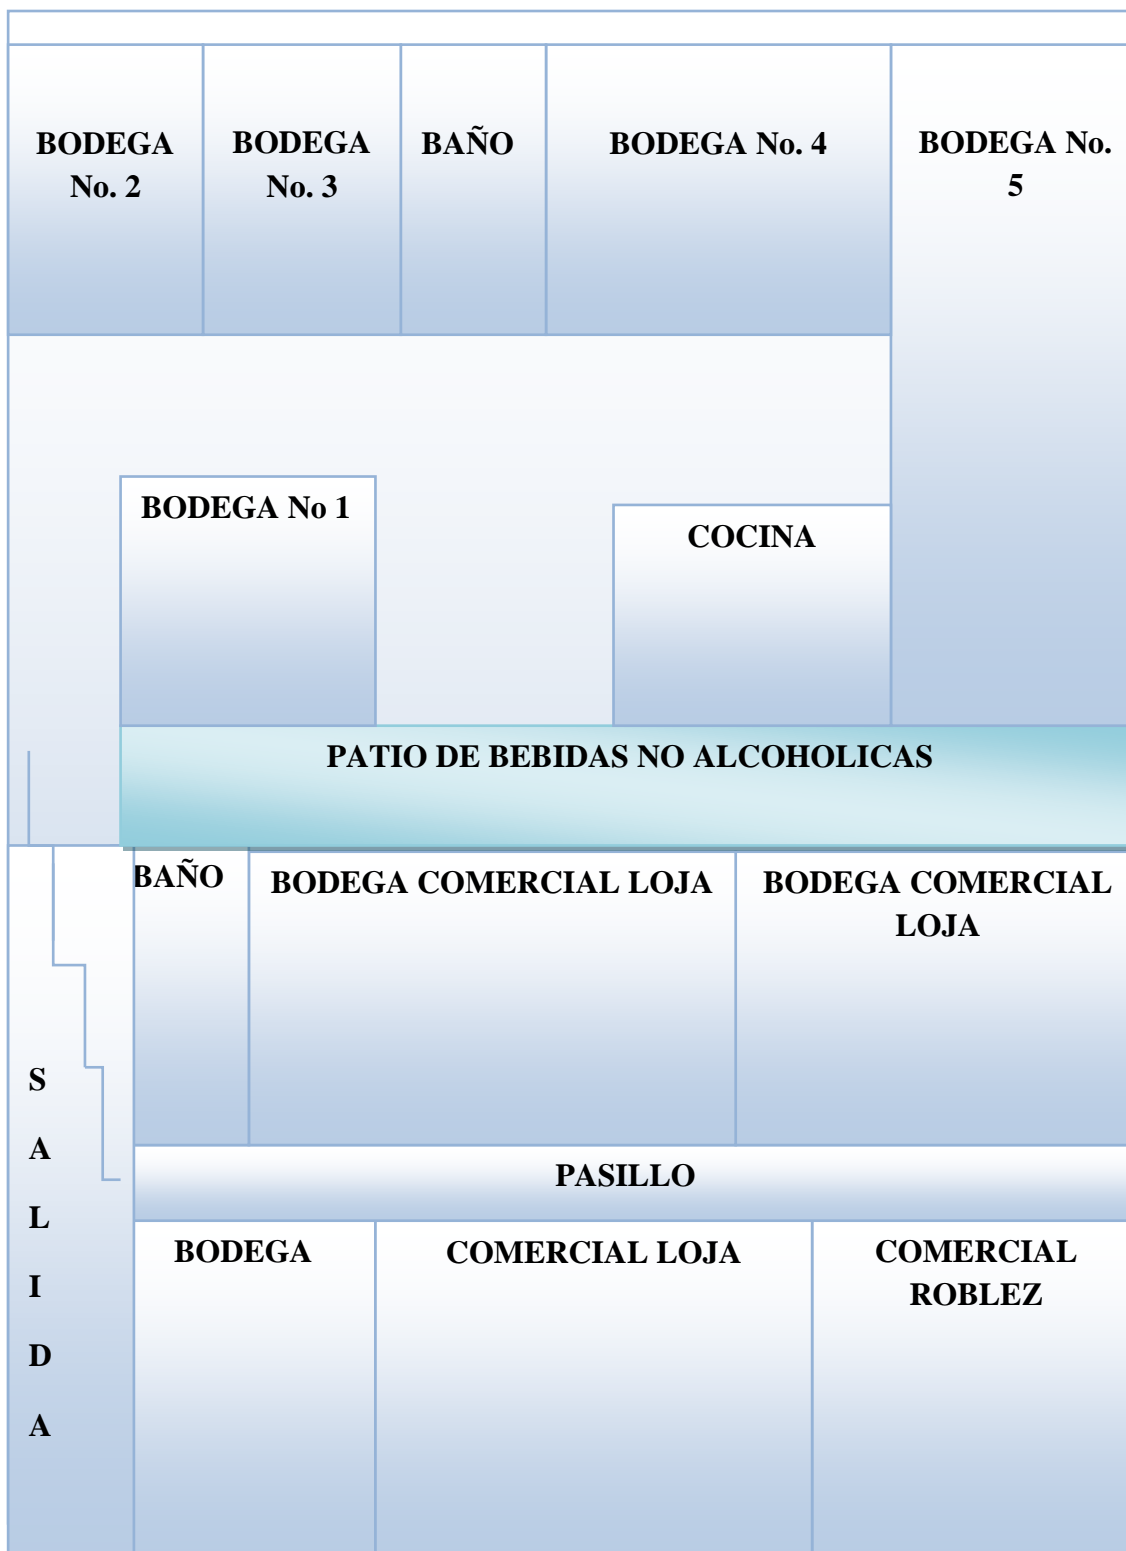 BODEGA
No. 2
BODEGA
No. 3
BAÑO
BODEGA No. 4
BODEGA No.
5
BODEGA No 1
COCINA
PATIO DE BEBIDAS NO ALCOHOLICAS
BAÑO
BODEGA COMERCIAL LOJA
BODEGA COMERCIAL
LOJA
S
A
L
I
D
A
PASILLO
BODEGA
COMERCIAL LOJA
COMERCIAL
ROBLEZ